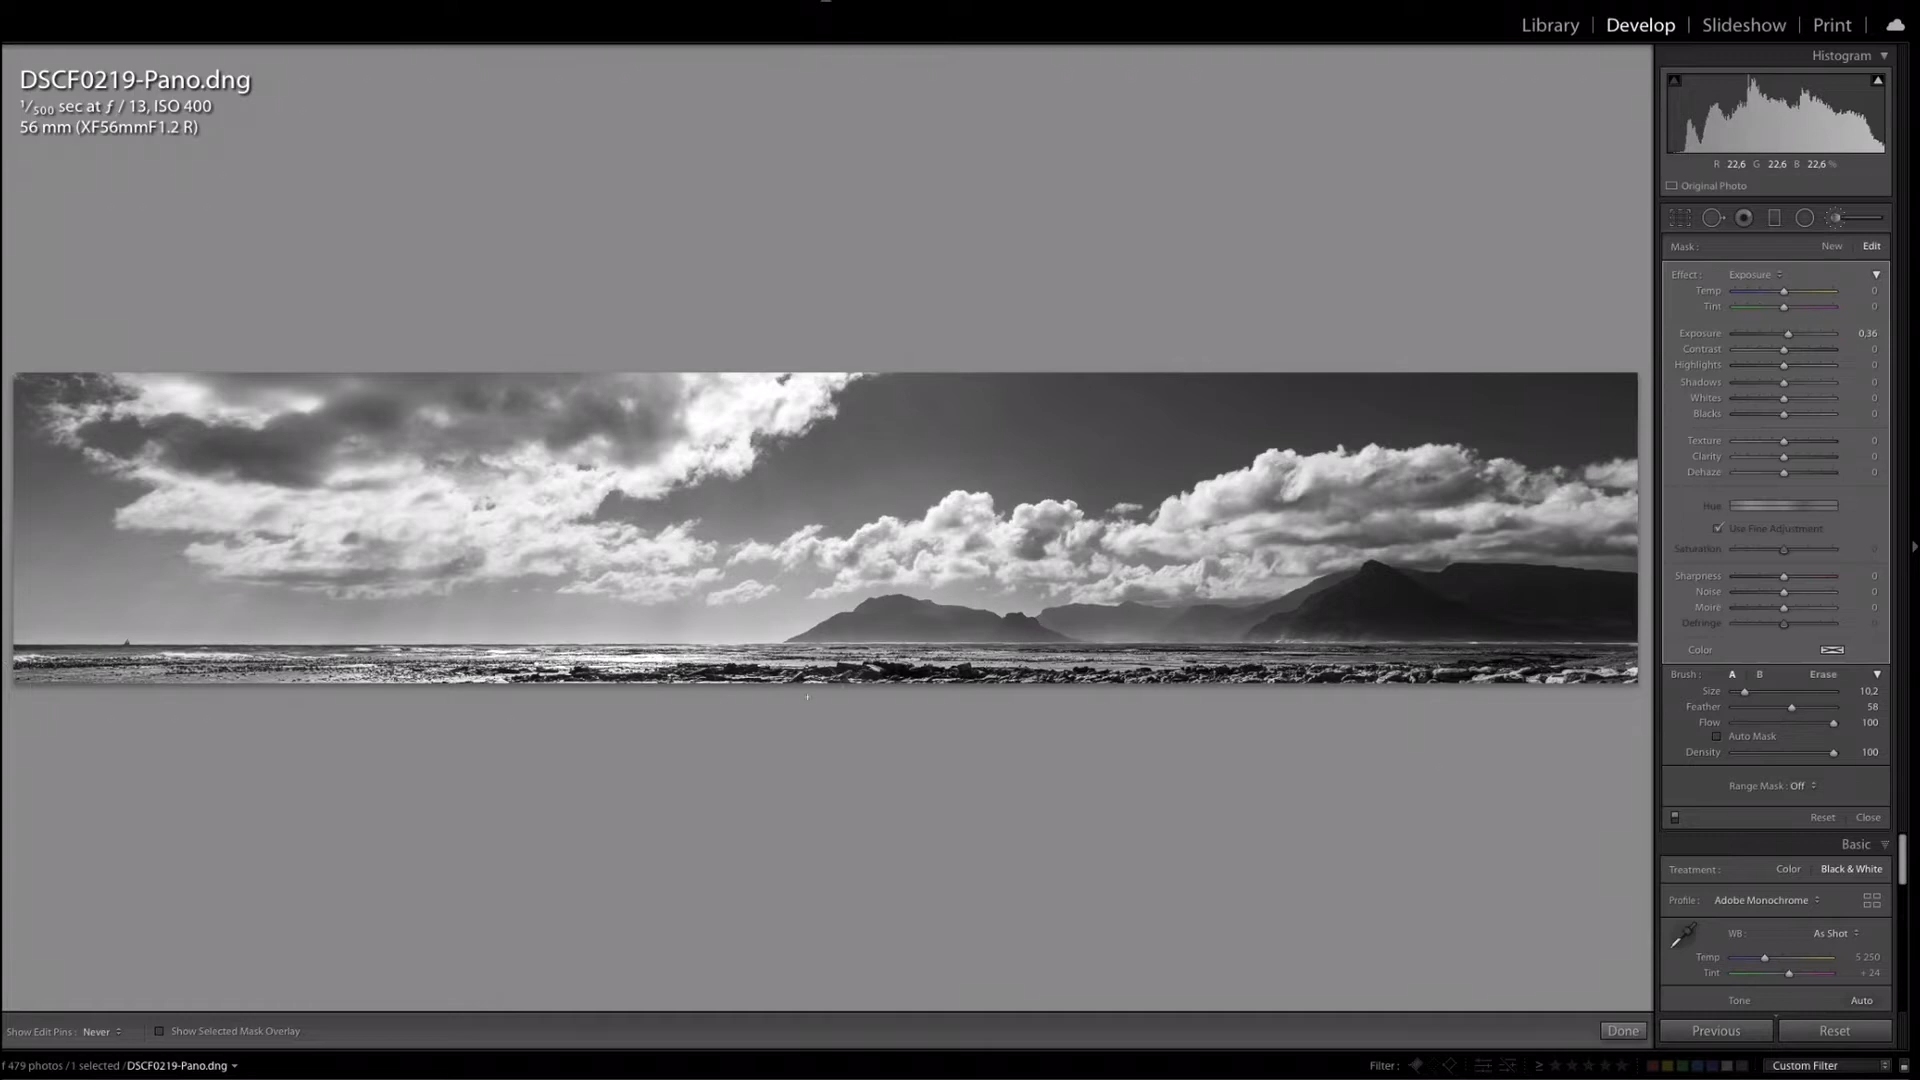 Library | Develop | Slideshow | Print |
Histogram
DSCF0219-Pano.dng
1/500 sec at ƒ / 13, ISO 400
56 mm (XF56mmF1.2 R)
R 22,6 G 22,6 B 22,6 %
Original Photo
Mask : New Edit
Effect : Exposure
Temp 0
Tint 0
Exposure 0,36
Contrast 0
Highlights 0
Shadows 0
Whites 0
Blacks 0
Texture 0
Clarity 0
Dehaze 0
Hue
Use Fine Adjustment
Saturation 0
Sharpness 0
Noise 0
Moire 0
Defringe 0
Color
Brush : A B Erase
Size 10,2
Feather 58
Flow 100
Auto Mask
Density 100
Range Mask : Off
Reset Close
Basic
Treatment : Color Black & White
Profile : Adobe Monochrome
WB : As Shot
Temp 5 250
Tint + 24
Tone Auto
Show Edit Pins : Never Show Selected Mask Overlay Done Previous Reset
f 479 photos / 1 selected / DSCF0219-Pano.dng Filter : ≥ Custom Filter